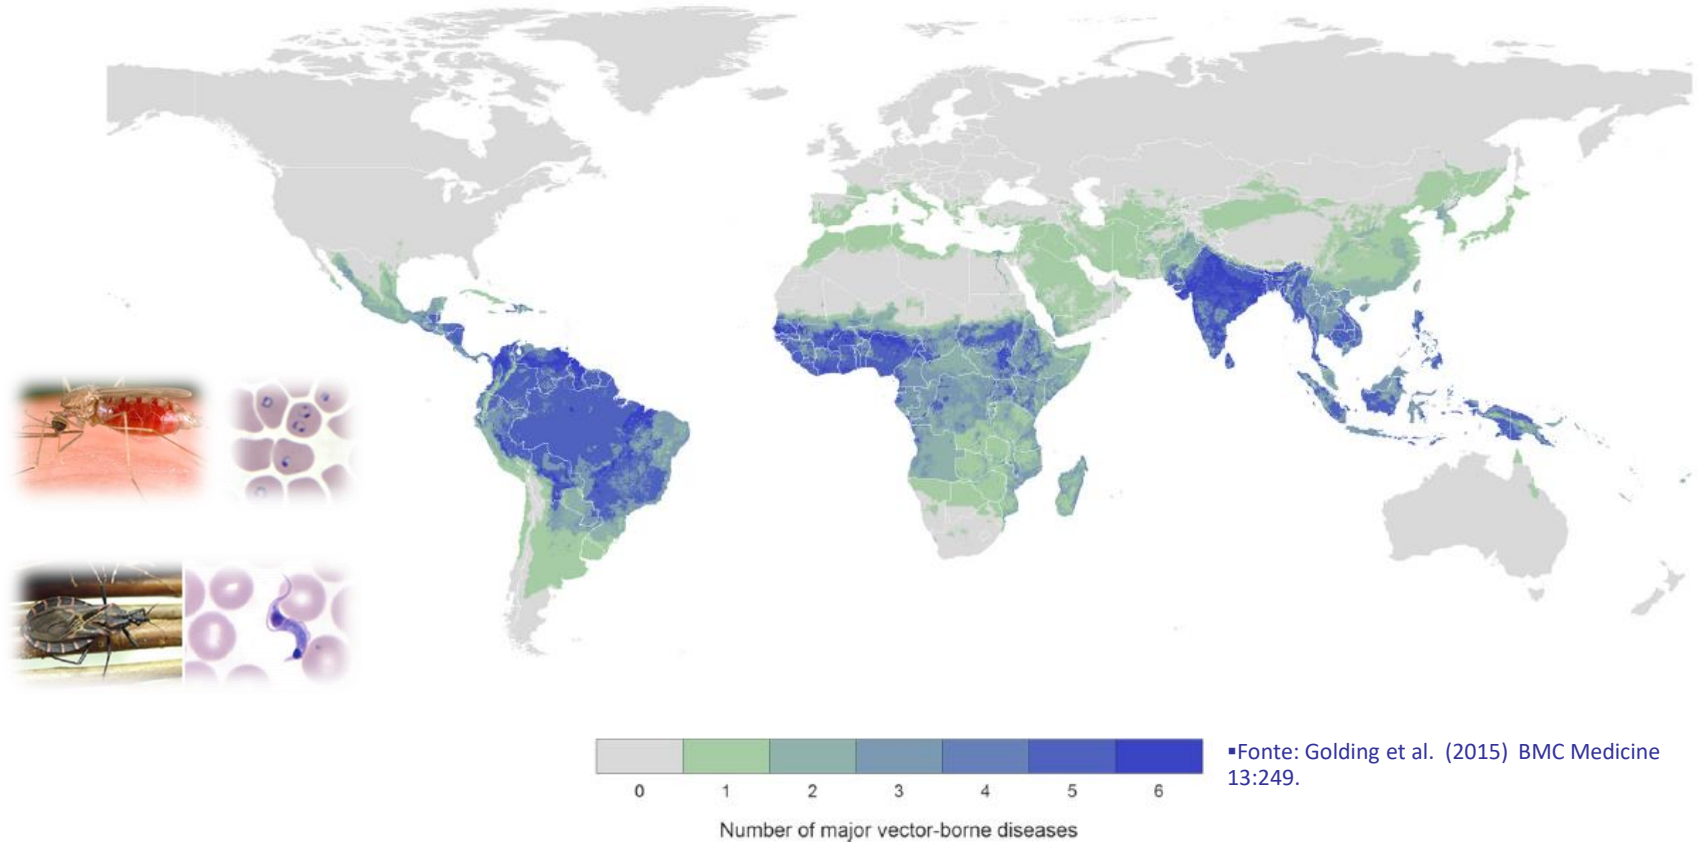 0 1 2 3 4 5 6
Number of major vector-borne diseases
▪Fonte: Golding et al. (2015) BMC Medicine
13:249.